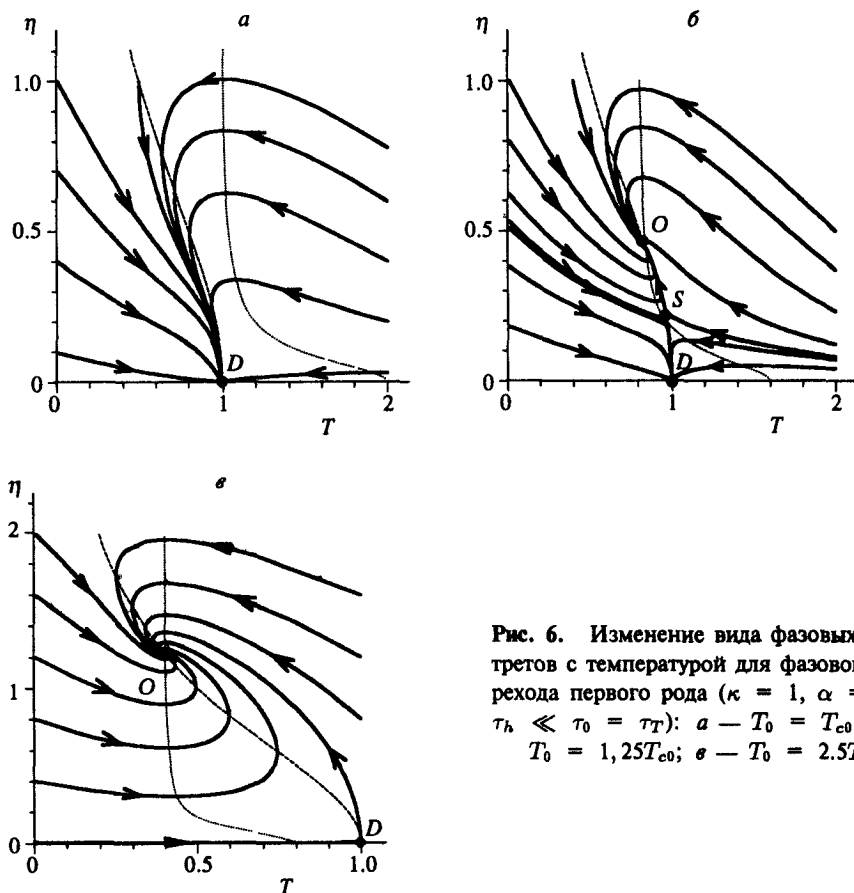 η
а
1.0
0.5
0
D
0
1
2
T
η
б
1.0
0.5
0
O
S
D
0
1
2
T
η
в
2
1
0
O
D
0
0.5
1.0
T
Рис. 6. Изменение вида фазовых
третов с температурой для фазово
рехода первого рода (κ = 1, α =
τh ≪ τ0 = τT): а — T0 = Tc0
T0 = 1,25Tc0; в — T0 = 2.5T